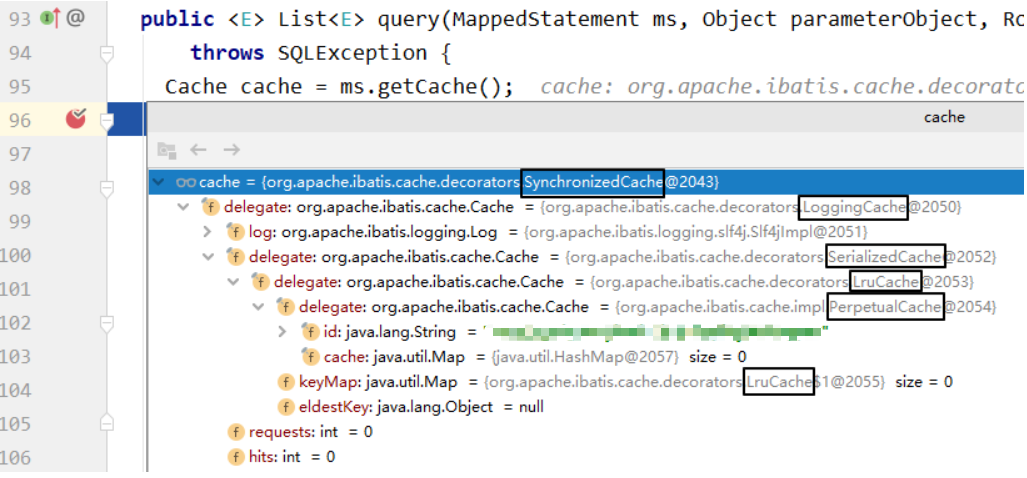 93 @ public <E> List<E> query(MappedStatement ms, Object parameterObject, Ro
94 throws SQLException {
95 Cache cache = ms.getCache(); cache: org.apache.ibatis.cache.decorato
96 cache
97
98 cache = {org.apache.ibatis.cache.decorators.SynchronizedCache@2043}
99 delegate: org.apache.ibatis.cache.Cache = {org.apache.ibatis.cache.decorators.LoggingCache@2050}
log: org.apache.ibatis.logging.Log = {org.apache.ibatis.logging.slf4j.Slf4jImpl@2051}
100 delegate: org.apache.ibatis.cache.Cache = {org.apache.ibatis.cache.decorators.SerializedCache@2052}
101 delegate: org.apache.ibatis.cache.Cache = {org.apache.ibatis.cache.decorators.LruCache@2053}
102 delegate: org.apache.ibatis.cache.Cache = {org.apache.ibatis.cache.impl.PerpetualCache@2054}
id: java.lang.String = " "
103 cache: java.util.Map = {java.util.HashMap@2057} size = 0
104 keyMap: java.util.Map = {org.apache.ibatis.cache.decorators.LruCache$1@2055} size = 0
eldestKey: java.lang.Object = null
105 requests: int = 0
106 hits: int = 0